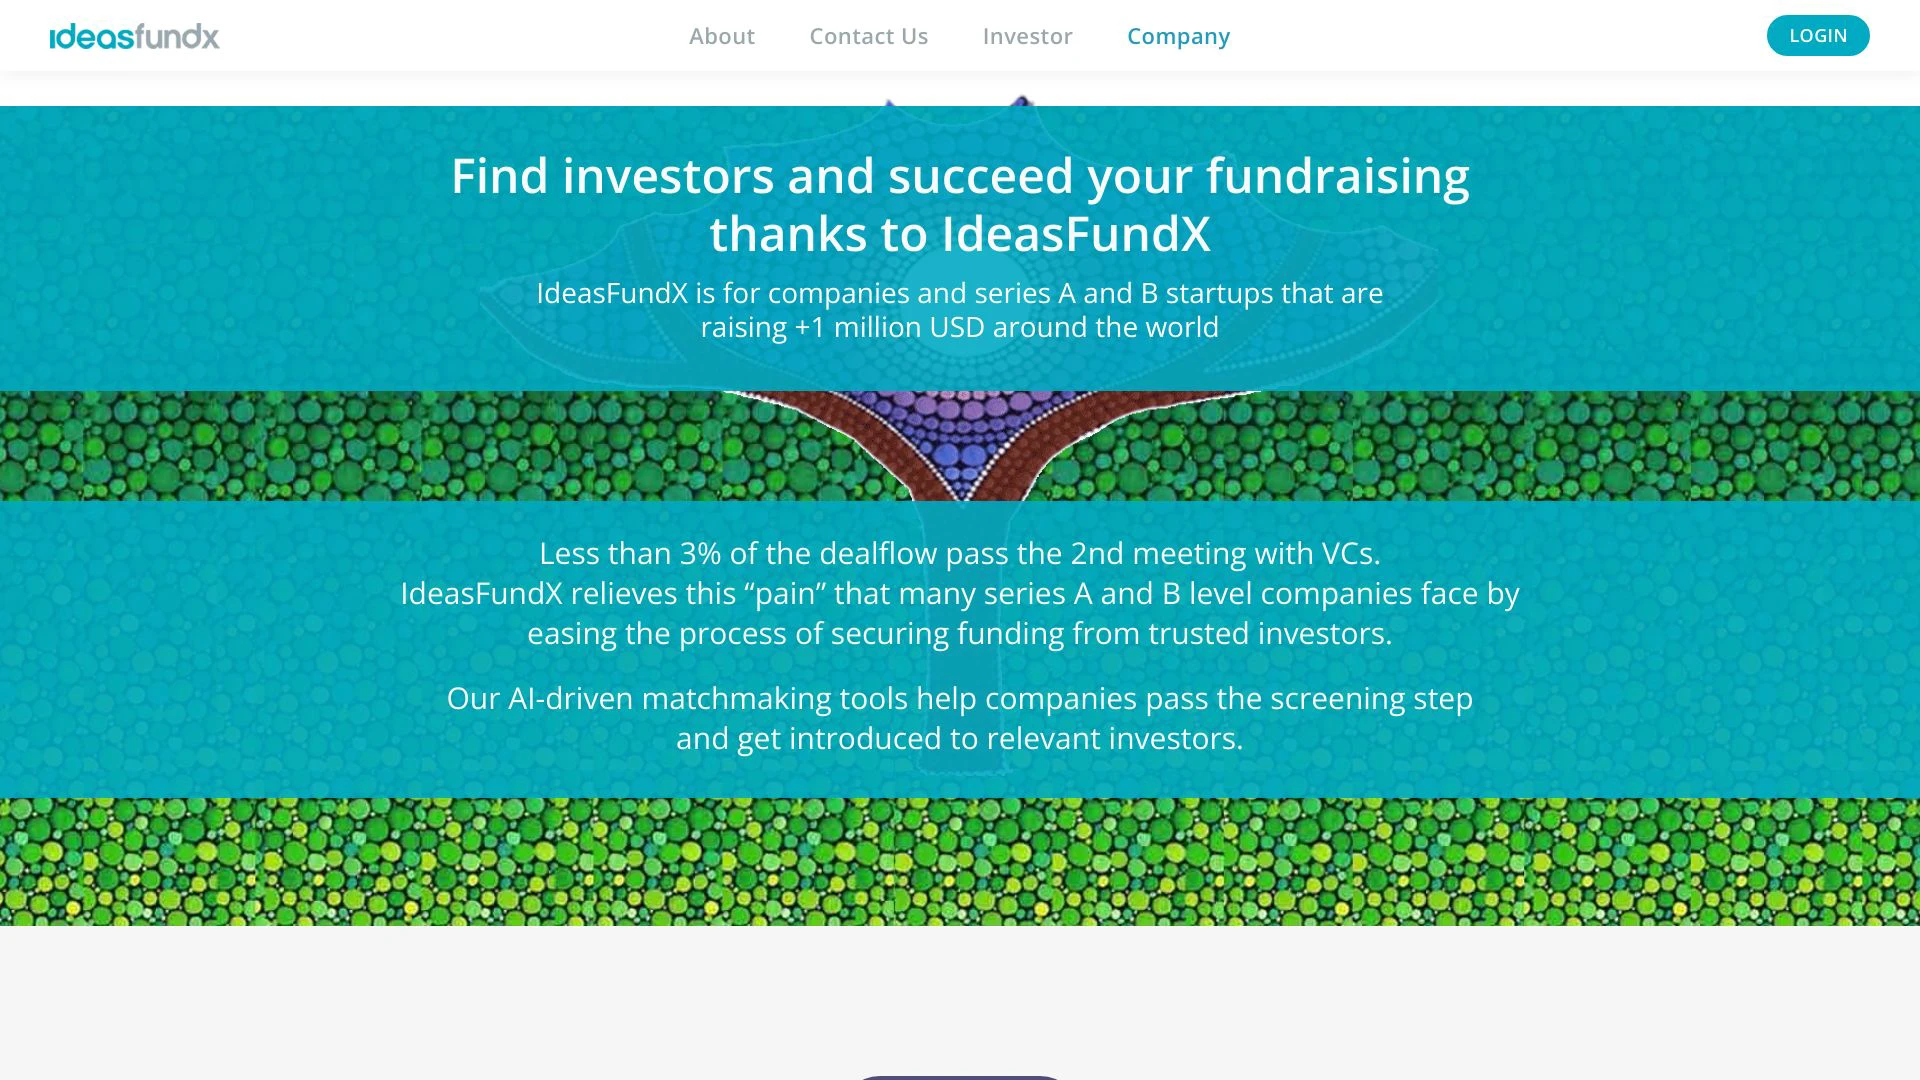 ideasfundx
About
Contact Us
Investor
Company
LOGIN
Find investors and succeed your fundraising
thanks to IdeasFundX
IdeasFundX is for companies and series A and B startups that are
raising +1 million USD around the world
Less than 3% of the dealflow pass the 2nd meeting with VCs.
IdeasFundX relieves this “pain” that many series A and B level companies face by
easing the process of securing funding from trusted investors.
Our AI-driven matchmaking tools help companies pass the screening step
and get introduced to relevant investors.